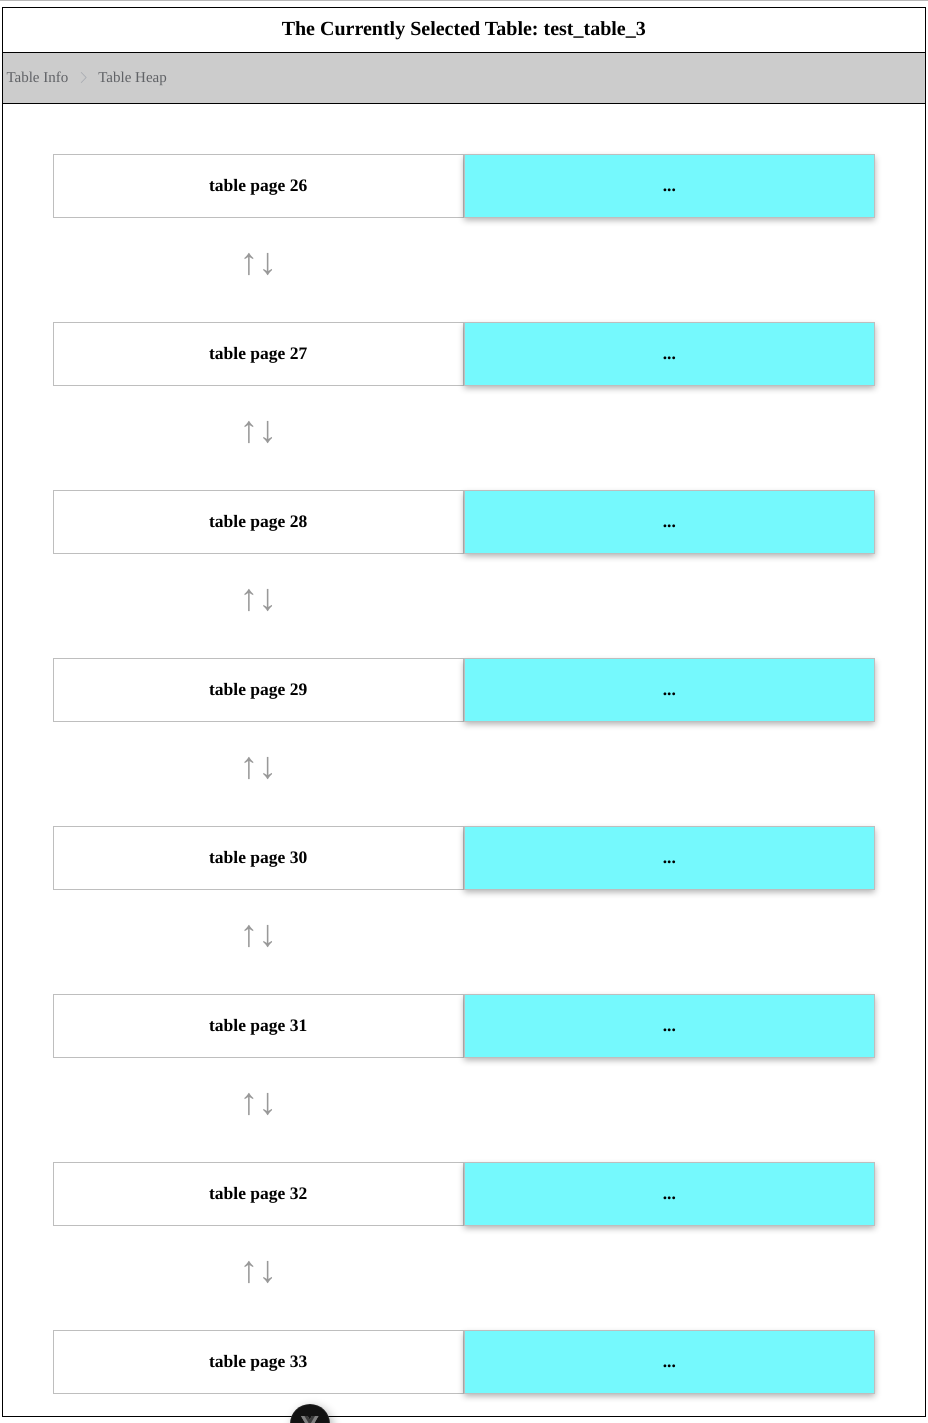 The Currently Selected Table: test_table_3
Table Info > Table Heap
table page 26 ...
↑↓
table page 27 ...
↑↓
table page 28 ...
↑↓
table page 29 ...
↑↓
table page 30 ...
↑↓
table page 31 ...
↑↓
table page 32 ...
↑↓
table page 33 ...